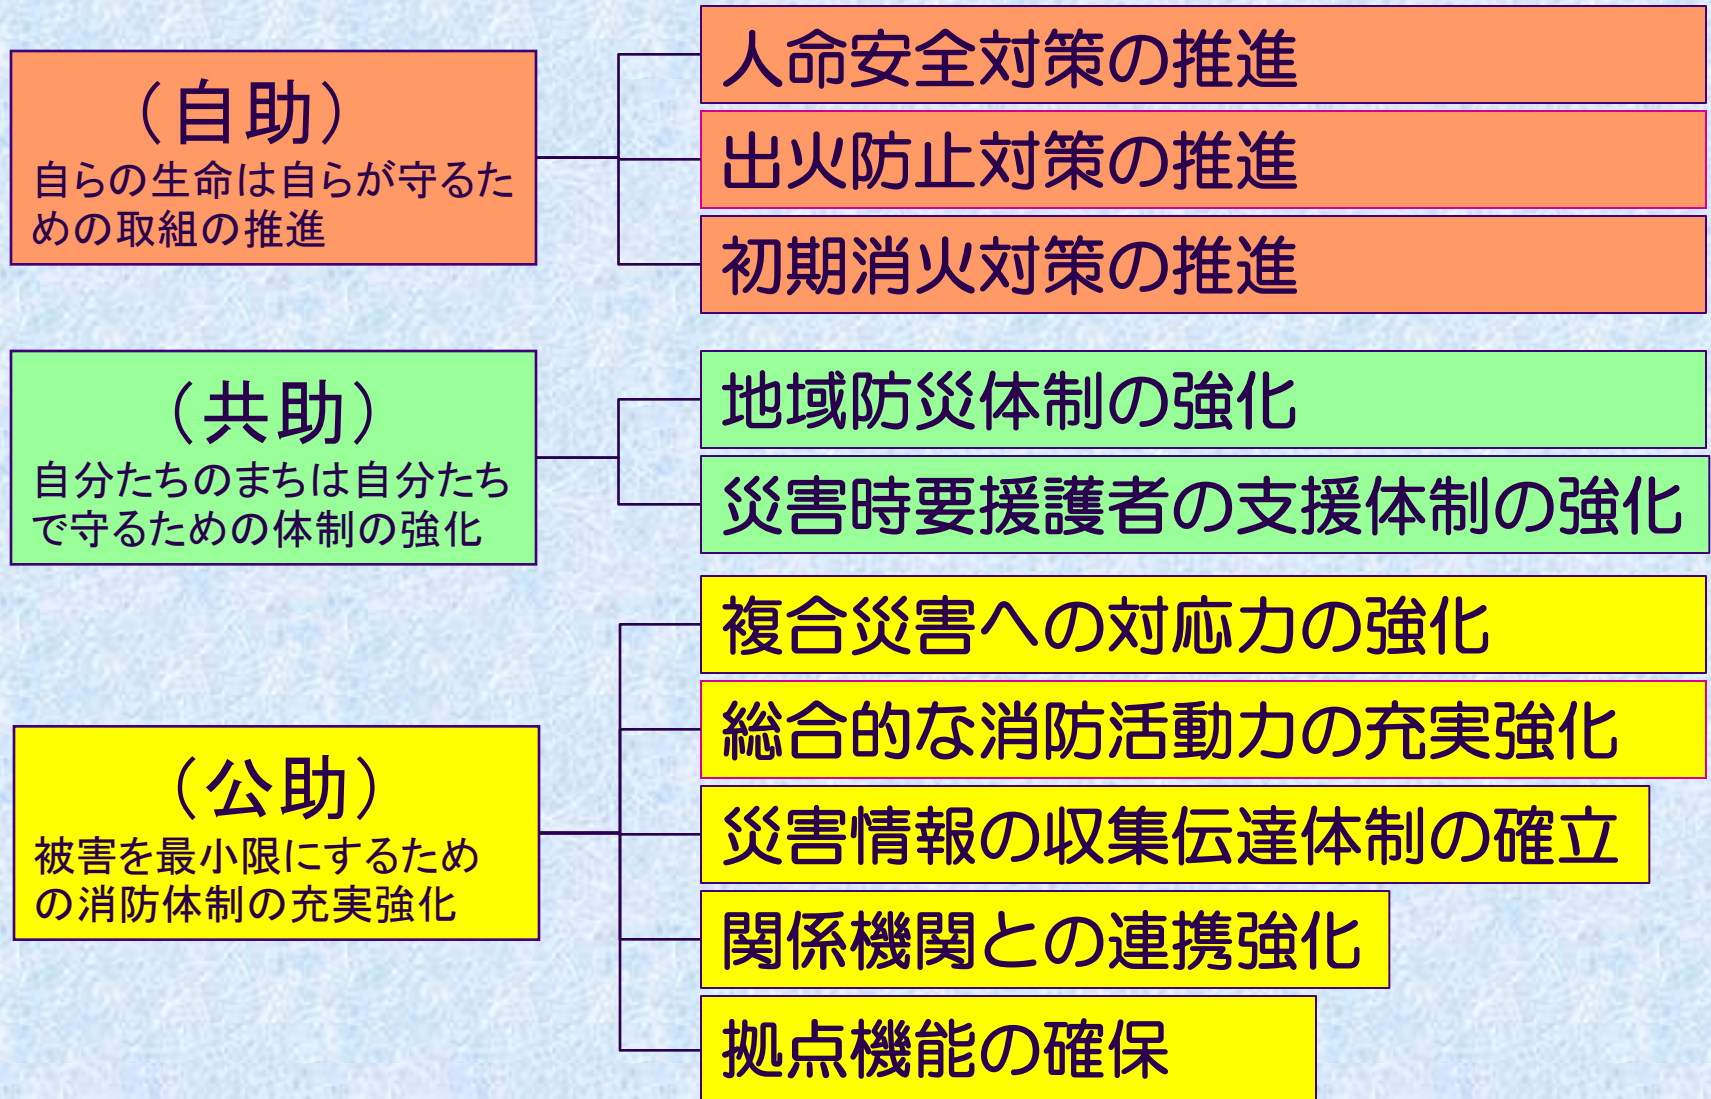 （自助）
自らの生命は自らが守るた
めの取組の推進
人命安全対策の推進
出火防止対策の推進
初期消火対策の推進
（共助）
自分たちのまちは自分たち
で守るための体制の強化
地域防災体制の強化
災害時要援護者の支援体制の強化
（公助）
被害を最小限にするため
の消防体制の充実強化
複合災害への対応力の強化
総合的な消防活動力の充実強化
災害情報の収集伝達体制の確立
関係機関との連携強化
拠点機能の確保